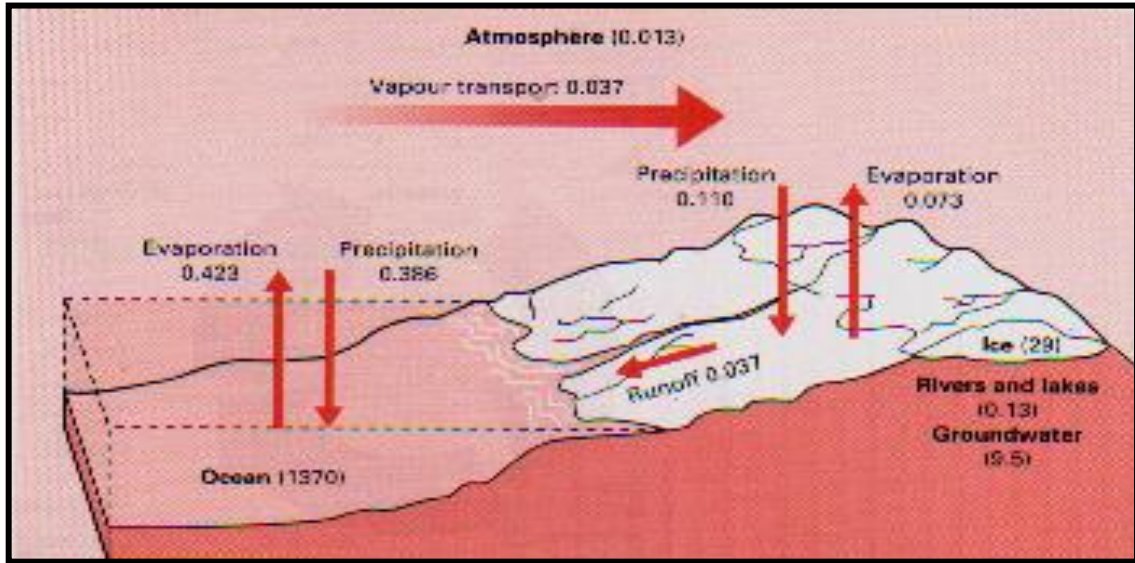 Atmosphere (0.013)
Vapour transport 0.037
Precipitation
0.110
Evaporation
0.073
Evaporation
0.423
Precipitation
0.386
Ice (29)
Runoff 0.037
Rivers and lakes
(0.13)
Groundwater
(9.5)
Ocean (1370)